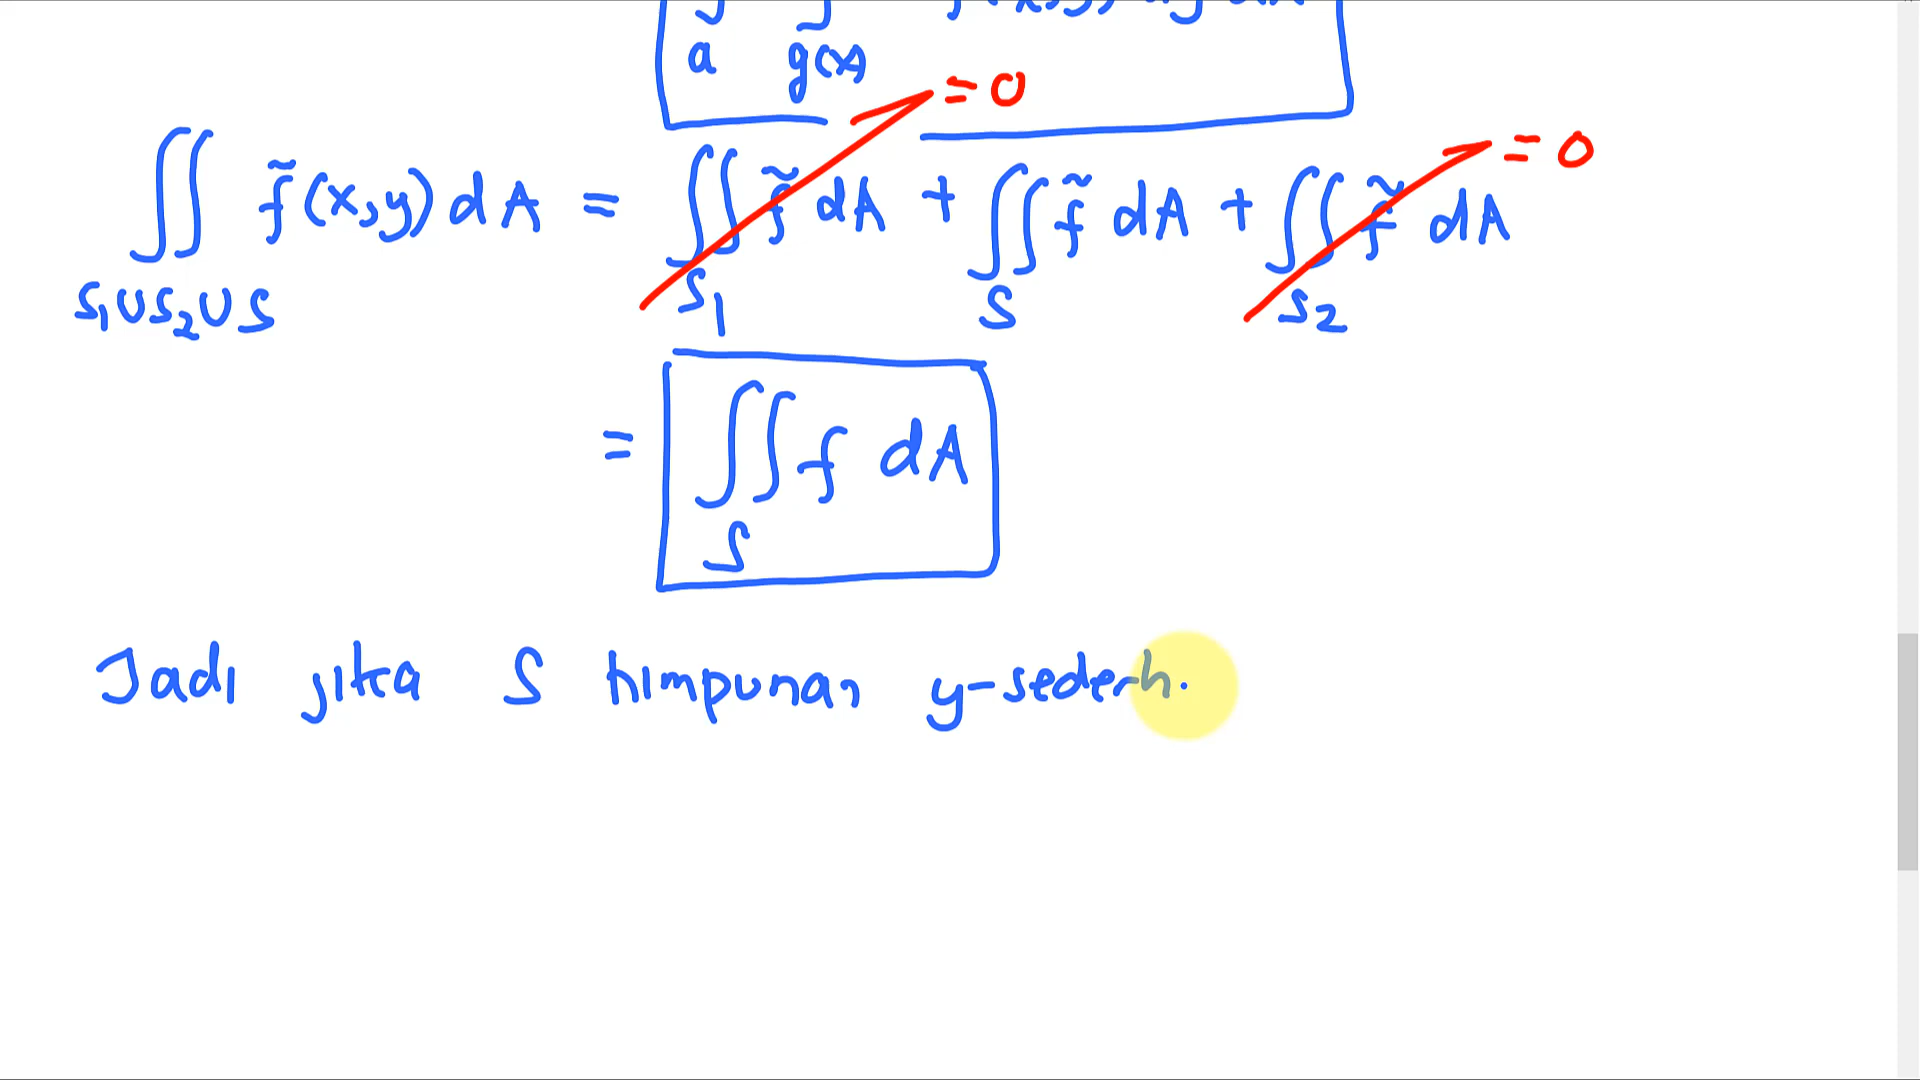 a g(x)
= 0
∬ f̃(x,y) dA = ∬ f̃ dA + ∬ f̃ dA + ∬ f̃ dA = 0
S₁∪S₂∪S S₁ S S₂
= ∬ f dA
S
Jadi jika S himpunan y-sederh